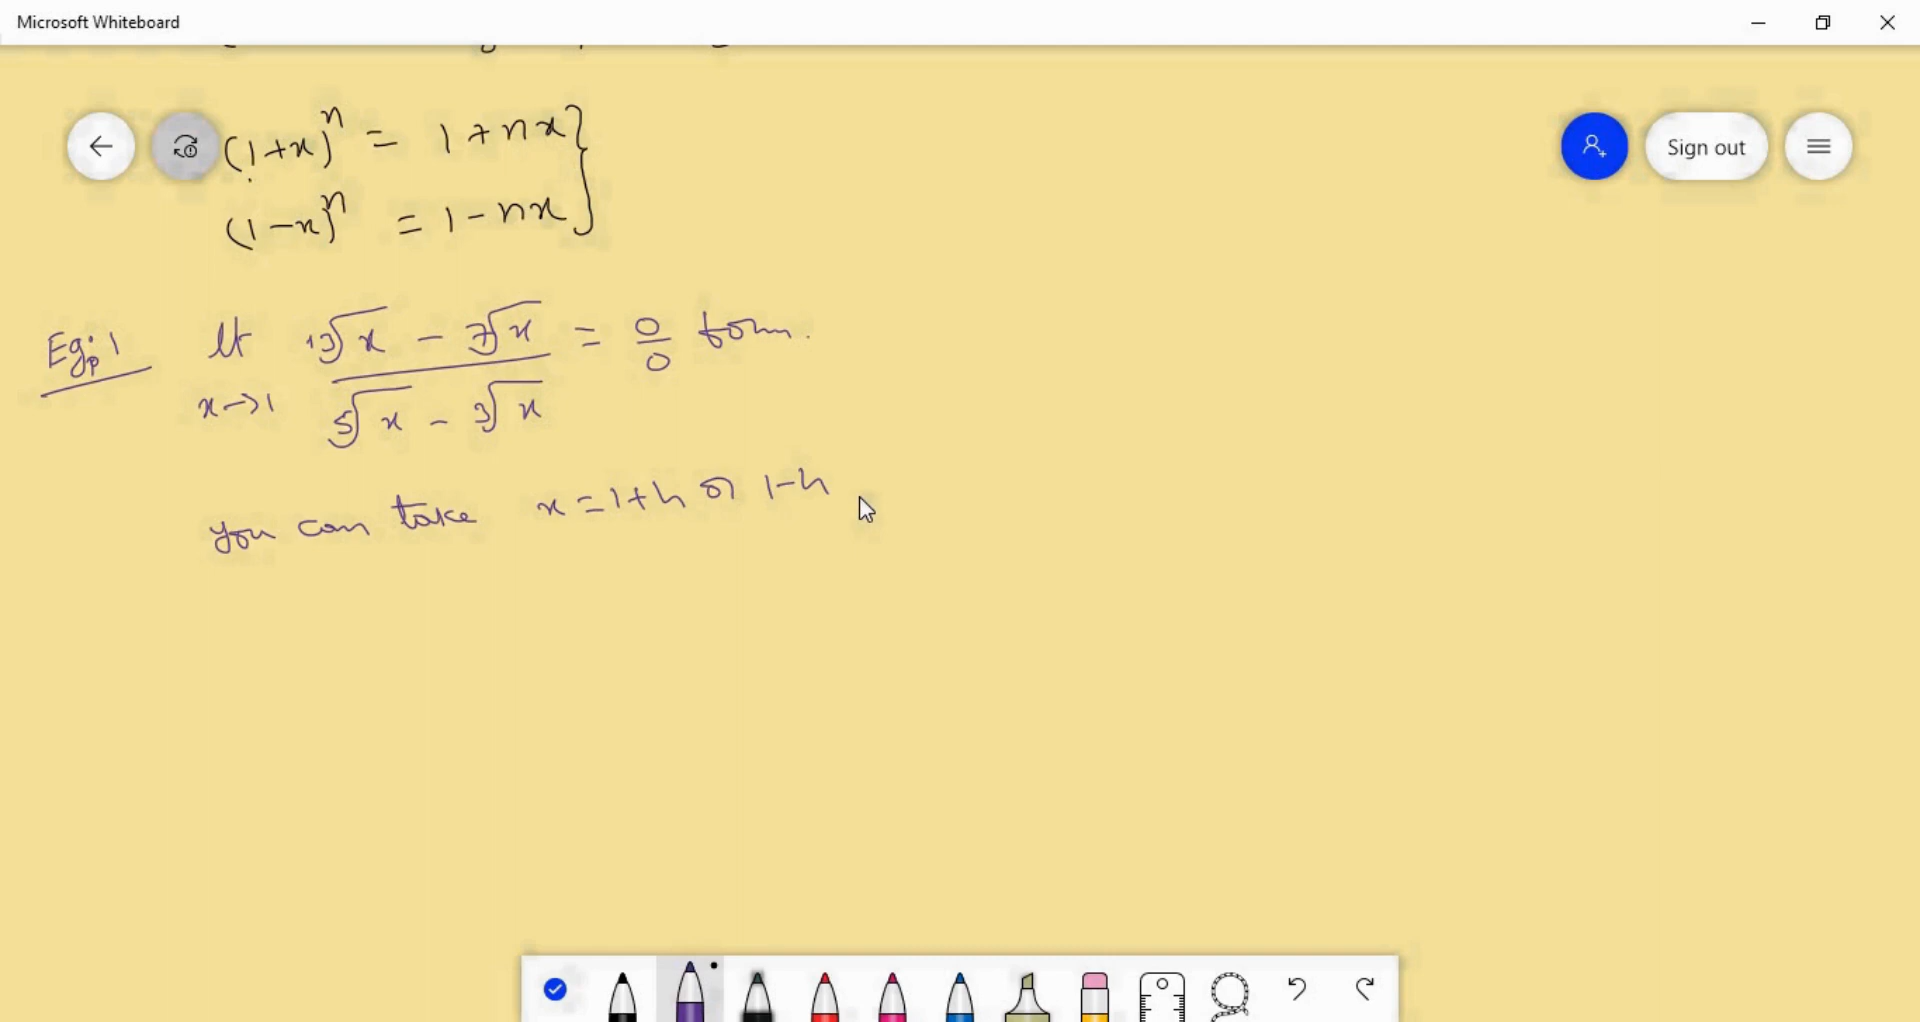 Microsoft Whiteboard
(1+x)^n = 1+nx }
(1-x)^n = 1-nx
Sign out
Eg:1 lt x→1 (¹³√x - ⁷√x) / (⁵√x - ³√x) = 0/0 form.
you can take x=1+h or 1-h